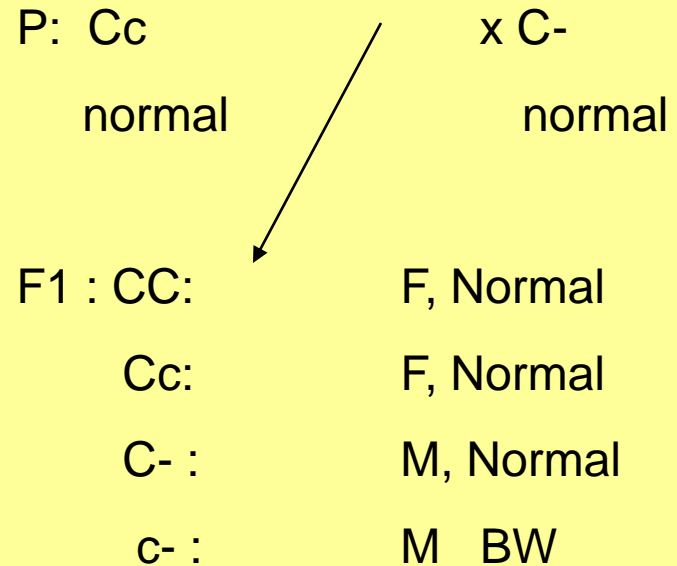 P: Cc x C-
normal normal
F1 : CC: F, Normal
Cc: F, Normal
C- : M, Normal
c- : M BW